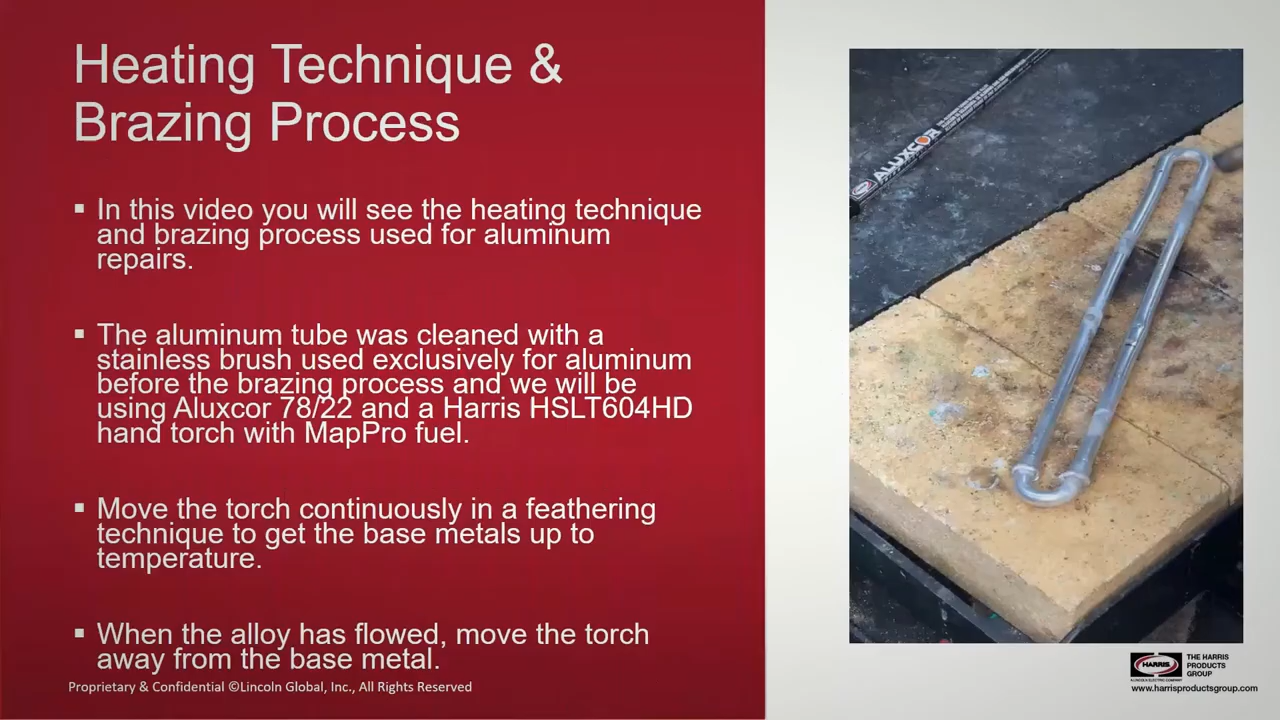 Heating Technique &
Brazing Process
▪ In this video you will see the heating technique
and brazing process used for aluminum
repairs.
▪ The aluminum tube was cleaned with a
stainless brush used exclusively for aluminum
before the brazing process and we will be
using Aluxcor 78/22 and a Harris HSLT604HD
hand torch with MapPro fuel.
▪ Move the torch continuously in a feathering
technique to get the base metals up to
temperature.
▪ When the alloy has flowed, move the torch
away from the base metal.
Proprietary & Confidential ©Lincoln Global, Inc., All Rights Reserved
ALUXCOR
HARRIS
THE HARRIS
PRODUCTS
GROUP
A LINCOLN ELECTRIC COMPANY
www.harrisproductsgroup.com